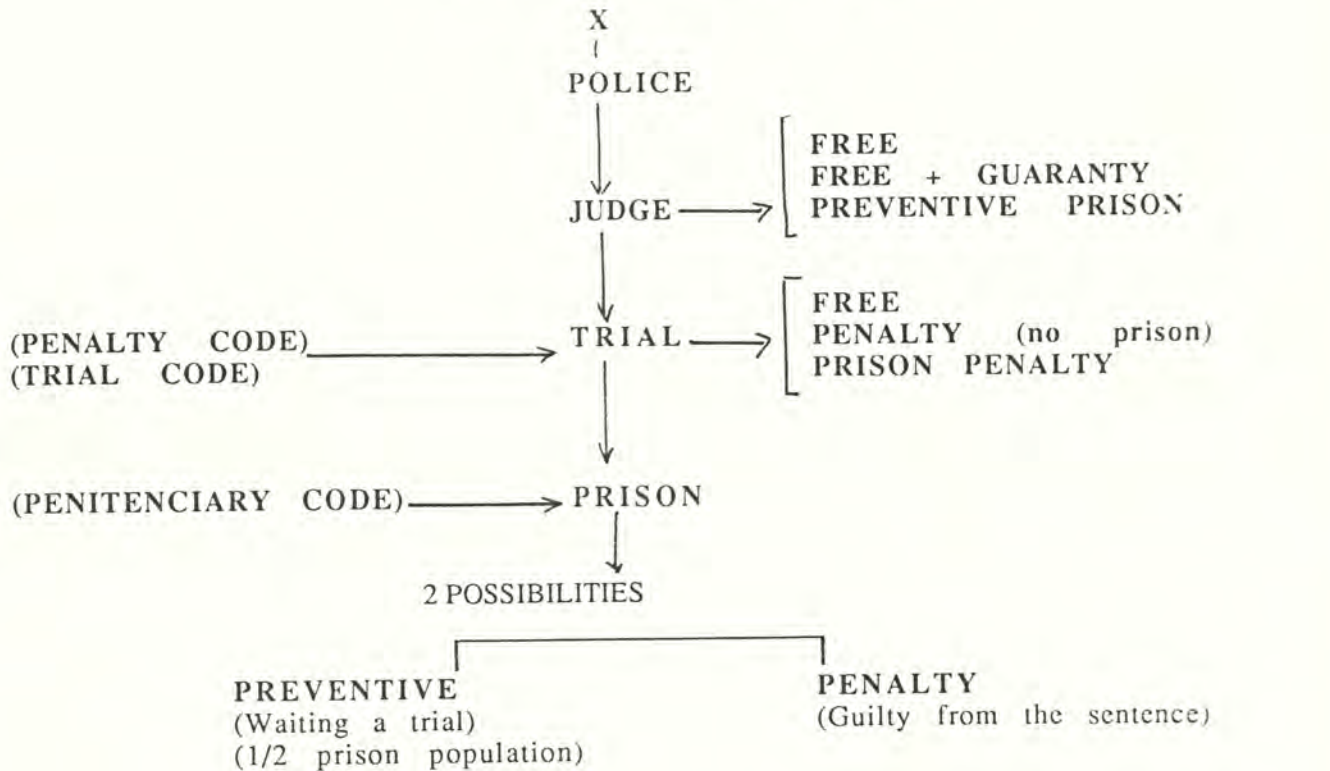 X
POLICE
FREE
FREE + GUARANTY
JUDGE
PREVENTIVE PRISON
FREE
(PENALTY CODE)
TRIAL
PENALTY (no prison)
(TRIAL CODE)
PRISON PENALTY
(PENITENCIARY CODE)
PRISON
2 POSSIBILITIES
PREVENTIVE
(Waiting a trial)
(1/2 prison population)
PENALTY
(Guilty from the sentence)